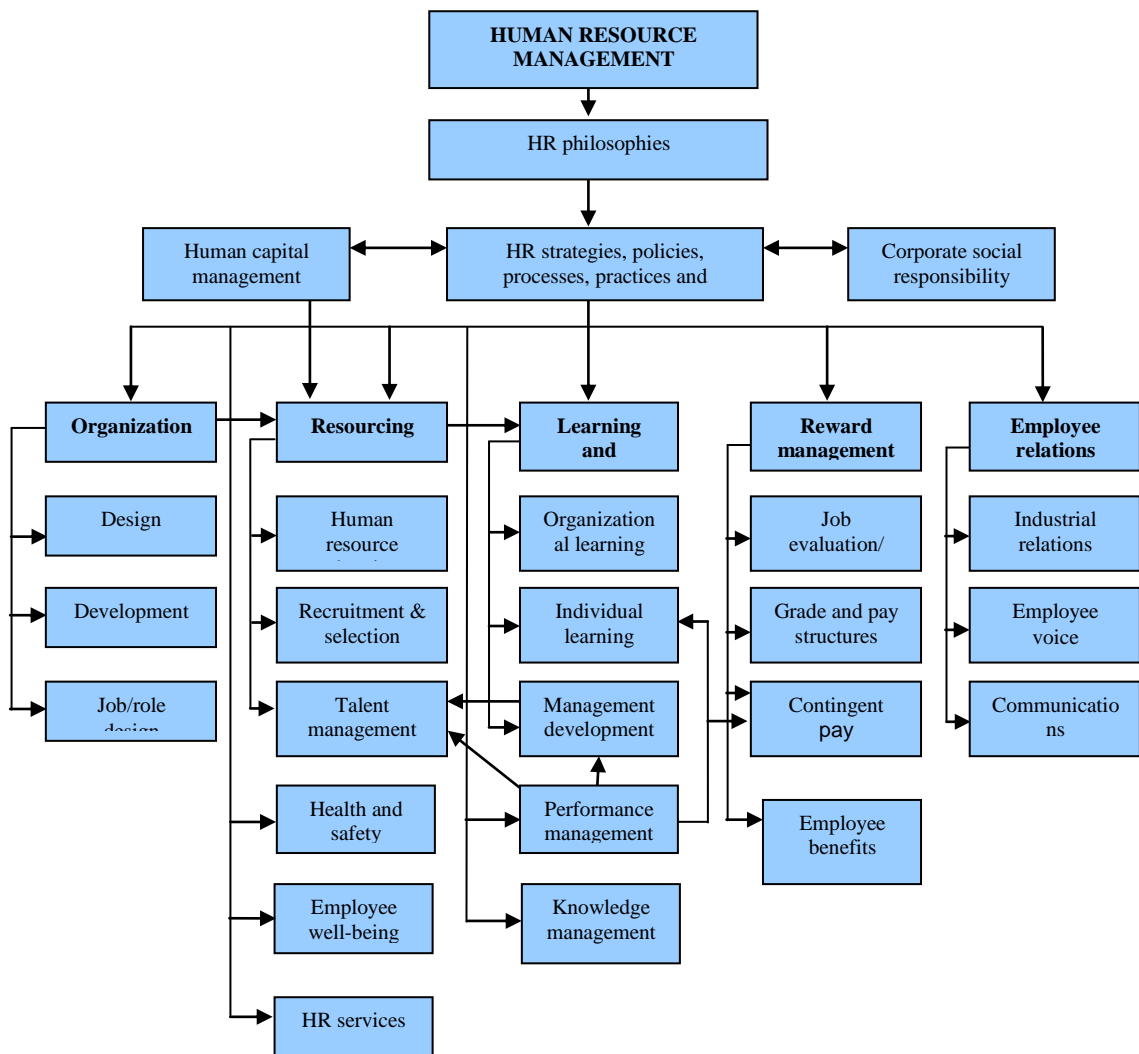 HUMAN RESOURCE
MANAGEMENT
HR philosophies
Human capital
management
HR strategies, policies,
processes, practices and
Corporate social
responsibility
Organization
Resourcing
Learning
and
Reward
management
Employee
relations
Design
Human
resource
Organization
al learning
Job
evaluation/
Industrial
relations
Development
Recruitment &
selection
Individual
learning
Grade and pay
structures
Employee
voice
Job/role
design
Talent
management
Management
development
Contingent
pay
Communicatio
ns
Health and
safety
Performance
management
Employee
benefits
Employee
well-being
Knowledge
management
HR services